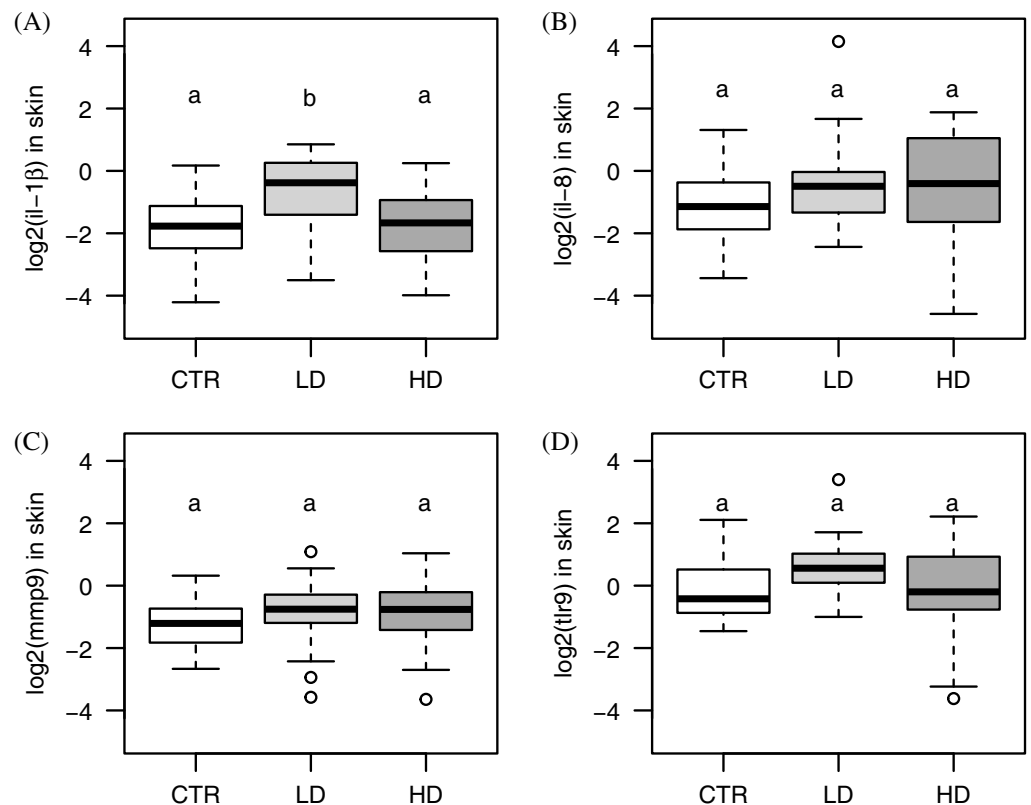 (A)
log2(il−1β) in skin
4
2
0
−2
−4
a
b
a
CTR
LD
HD
(B)
log2(il−8) in skin
4
2
0
−2
−4
a
a
a
CTR
LD
HD
(C)
log2(mmp9) in skin
4
2
0
−2
−4
a
a
a
CTR
LD
HD
(D)
log2(tlr9) in skin
4
2
0
−2
−4
a
a
a
CTR
LD
HD